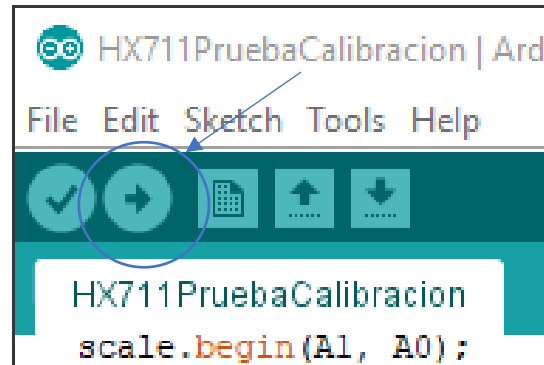 HX711PruebaCalibracion | Ard
File Edit Sketch Tools Help
HX711PruebaCalibracion
scale.begin(A1, A0);